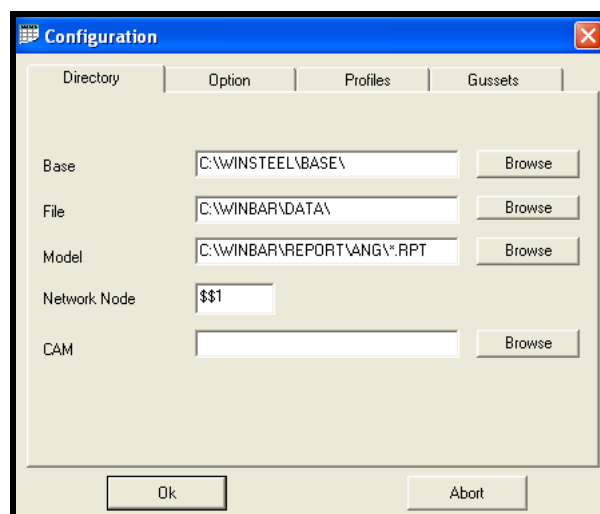 Configuration
Directory Option Profiles Gussets
Base C:\WINSTEEL\BASE\ Browse
File C:\WINBAR\DATA\ Browse
Model C:\WINBAR\REPORT\ANG\*.RPT Browse
Network Node $$1
CAM Browse
Ok Abort